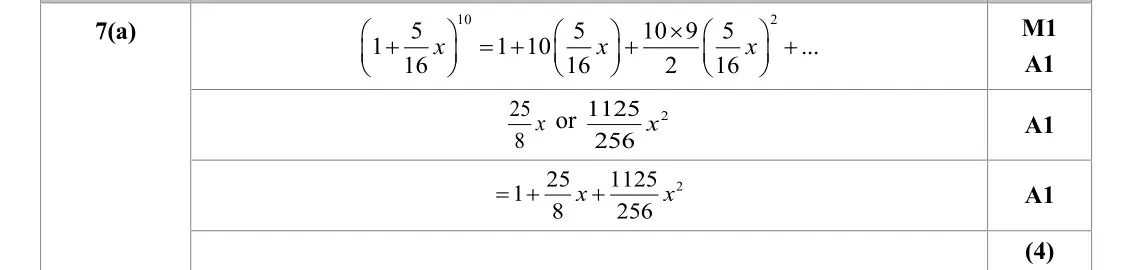 7(a)
(1 + 5/16 x)^10 = 1 + 10(5/16 x) + (10×9)/2 (5/16 x)^2 + ...
M1
A1
25/8 x or 1125/256 x^2
A1
= 1 + 25/8 x + 1125/256 x^2
A1
(4)